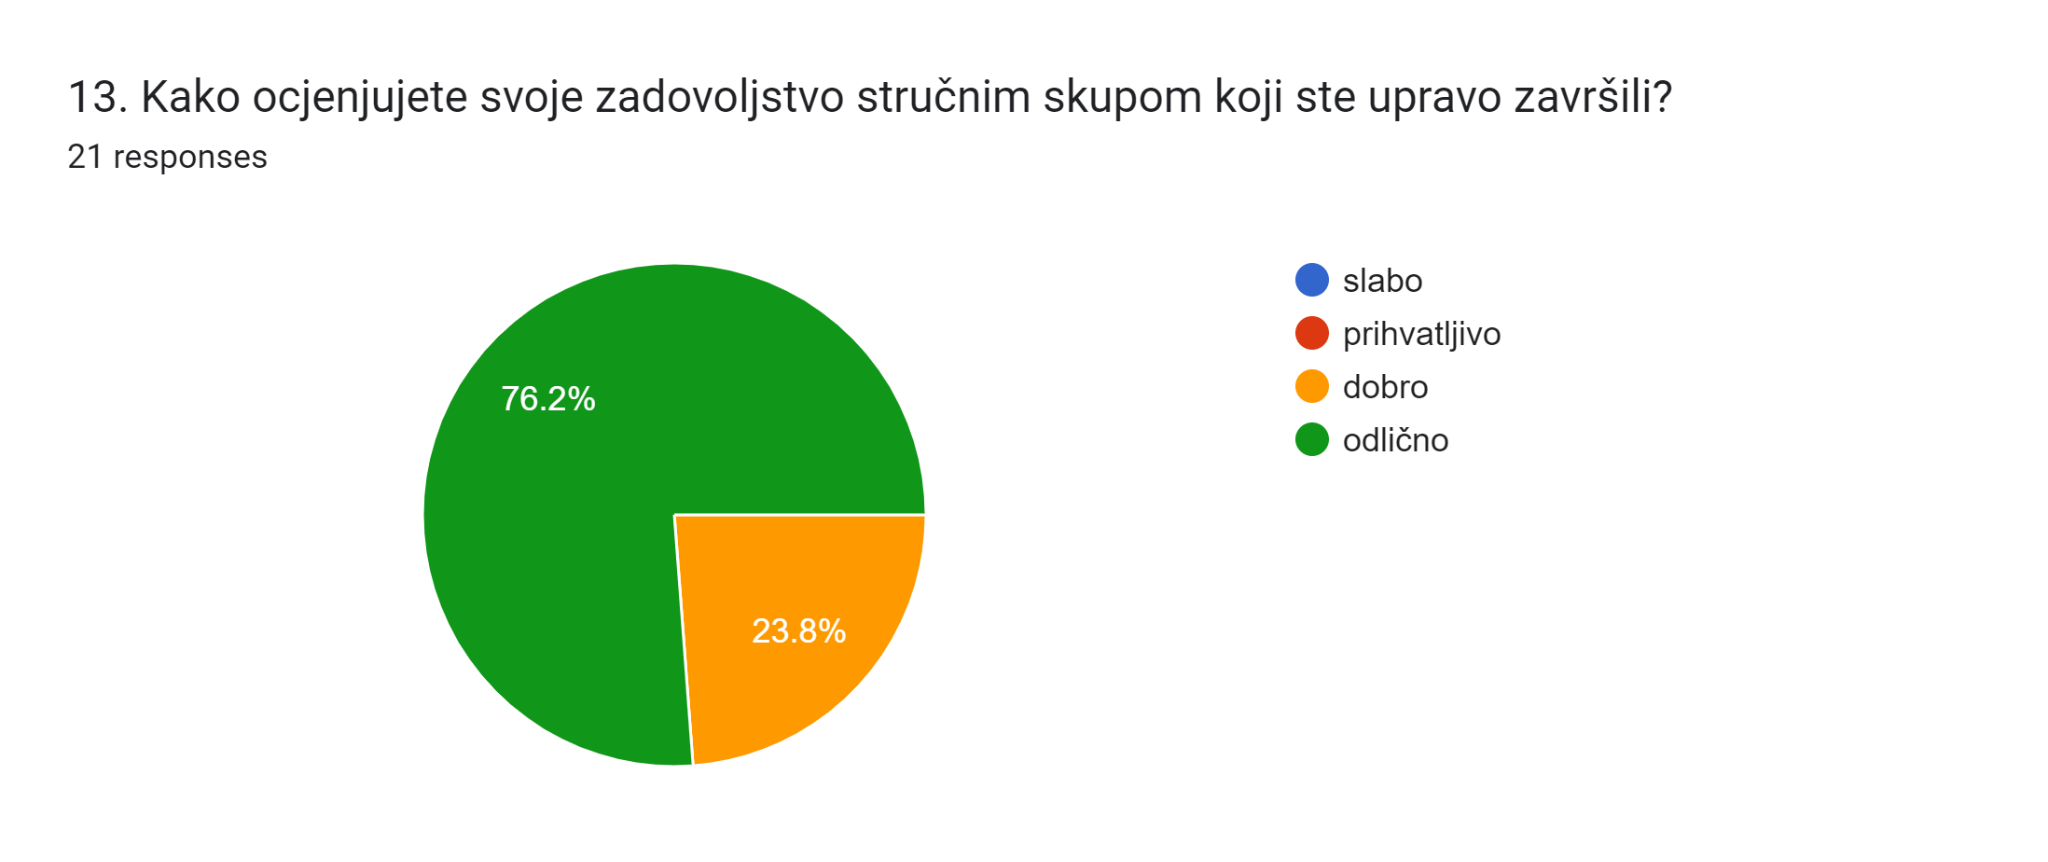 13. Kako ocjenjujete svoje zadovoljstvo stručnim skupom koji ste upravo završili?
21 responses
76.2%
23.8%
slabo
prihvatljivo
dobro
odlično